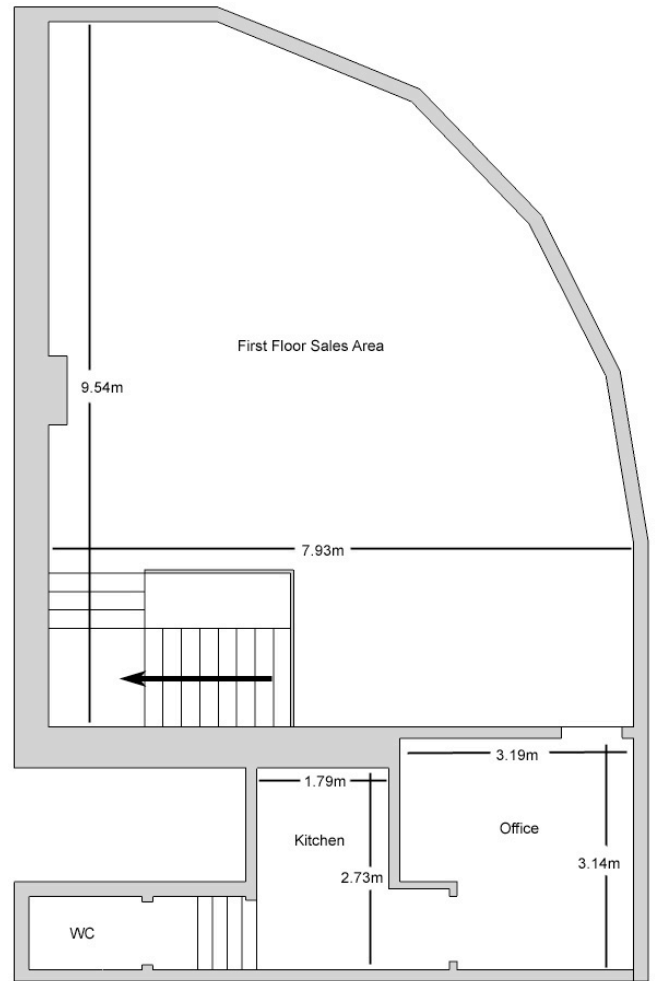 First Floor Sales Area
9.54m
7.93m
3.19m
1.79m
Office
Kitchen
3.14m
2.73m
WC